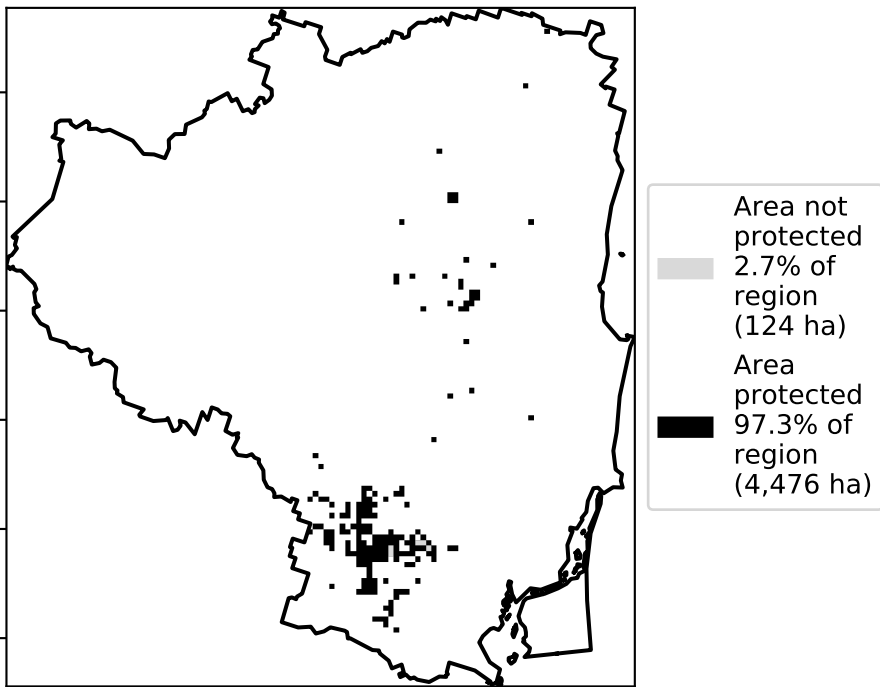 Area not
protected
2.7% of
region
(124 ha)
Area
protected
97.3% of
region
(4,476 ha)